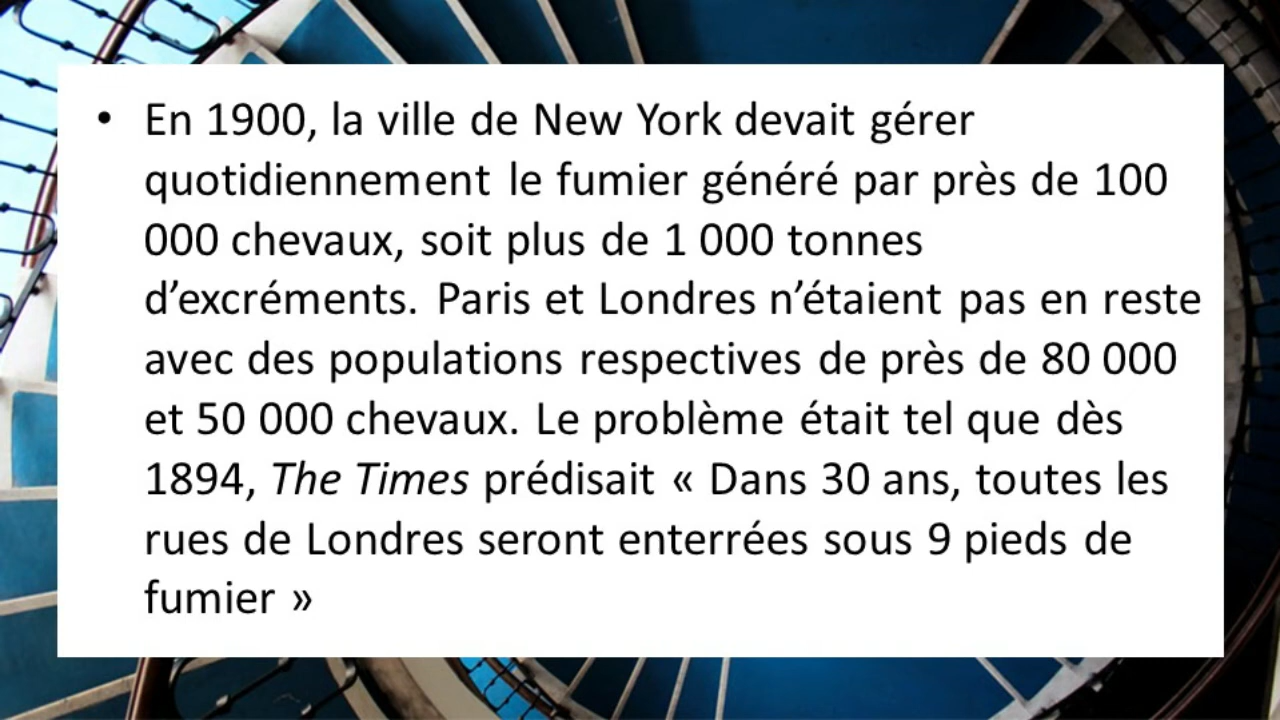 • En 1900, la ville de New York devait gérer
quotidiennement le fumier généré par près de 100
000 chevaux, soit plus de 1 000 tonnes
d’excréments. Paris et Londres n’étaient pas en reste
avec des populations respectives de près de 80 000
et 50 000 chevaux. Le problème était tel que dès
1894, The Times prédisait « Dans 30 ans, toutes les
rues de Londres seront enterrées sous 9 pieds de
fumier »